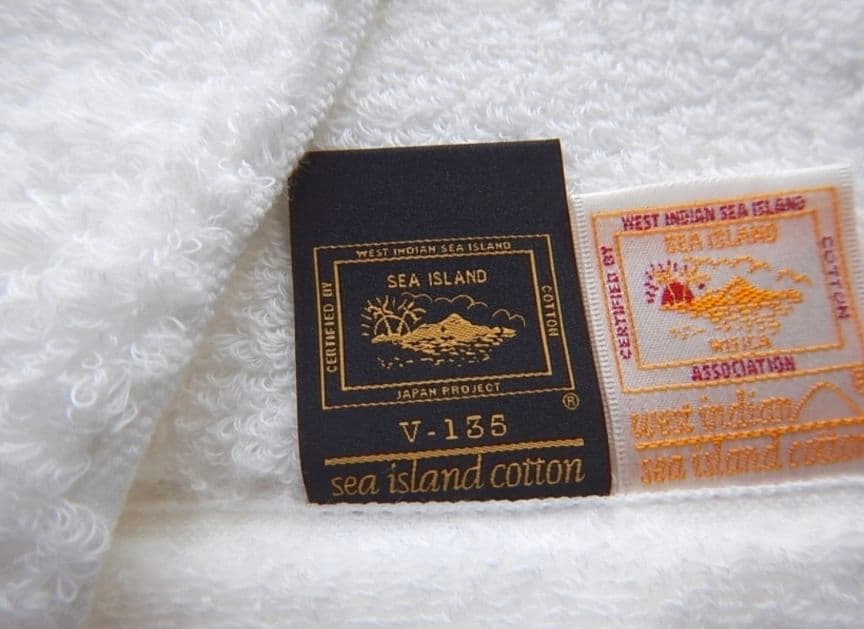 WEST INDIAN SEA ISLAND
CERTIFIED BY
SEA ISLAND
COTTON
JAPAN PROJECT
®
V-135
sea island cotton
WEST INDIAN SEA ISLAND
CERTIFIED BY
SEA ISLAND
COTTON
WISICA
ASSOCIATION
west indian
sea island cotton